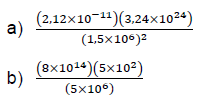 a) (2,12×10⁻¹¹)(3,24×10²⁴)
(1,5×10⁶)²
b) (8×10¹⁴)(5×10²)
(5×10⁶)